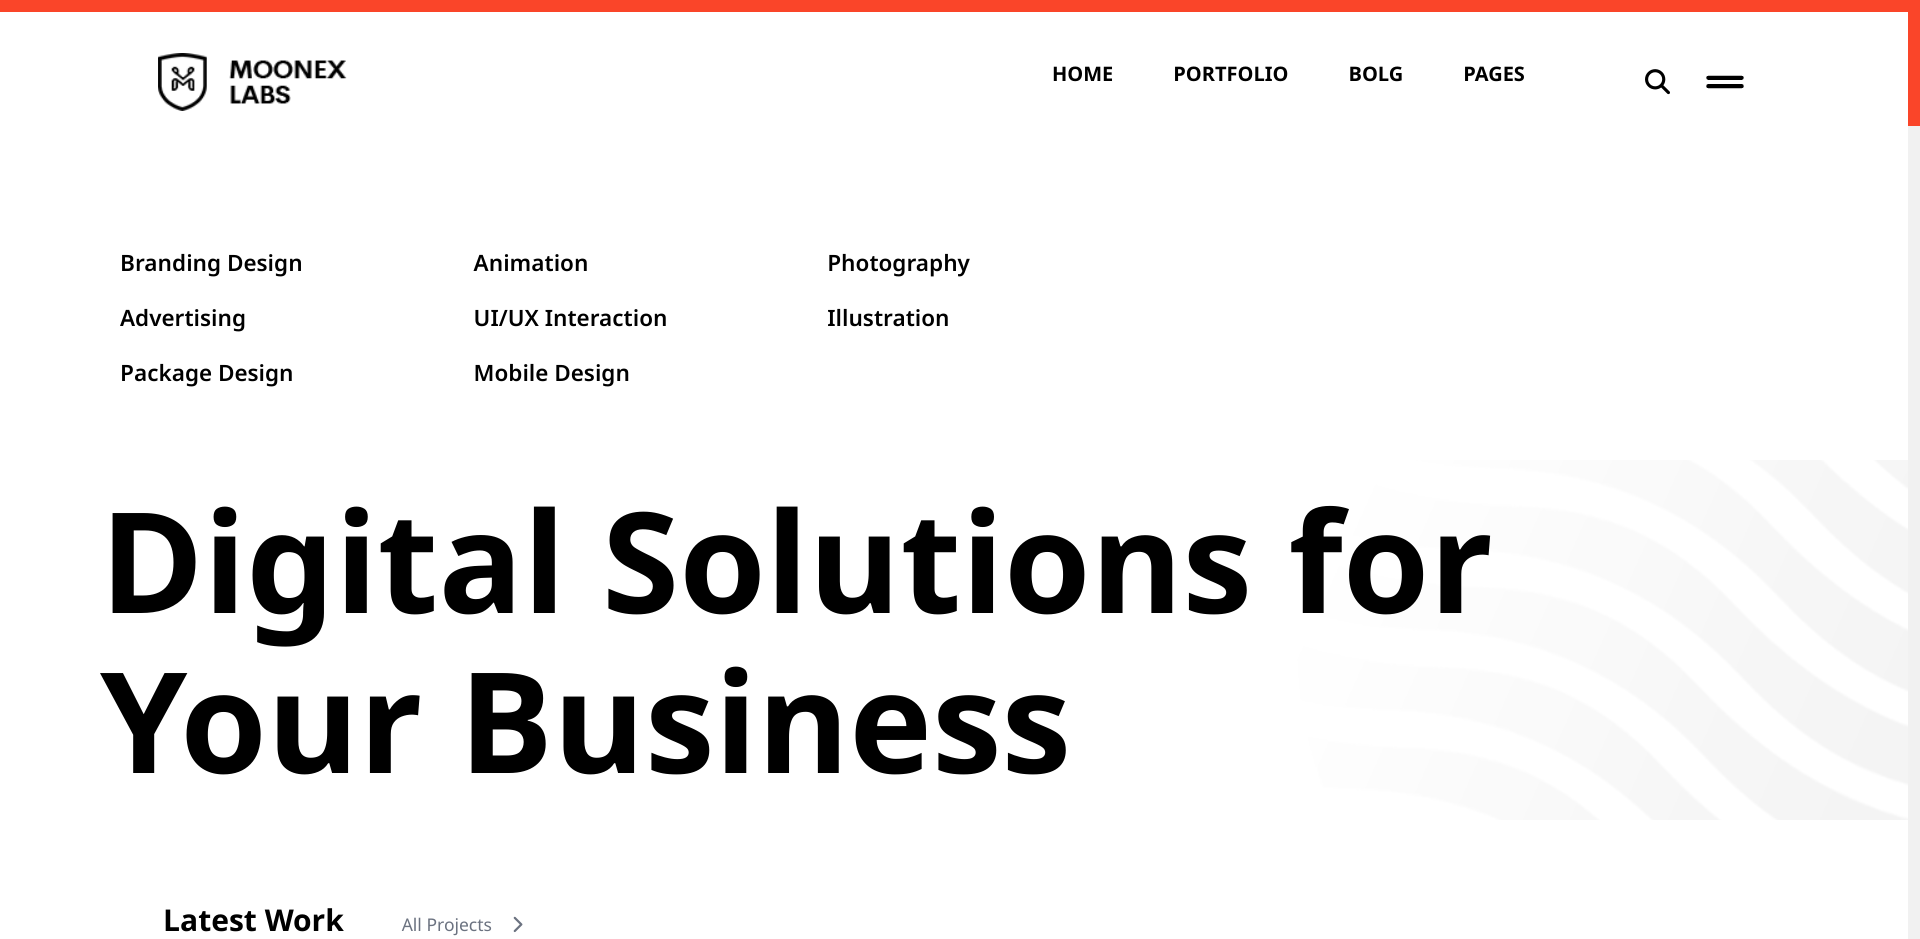 MOONEX
LABS
HOME PORTFOLIO BOLG PAGES
Branding Design Animation Photography
Advertising UI/UX Interaction Illustration
Package Design Mobile Design
Digital Solutions for
Your Business
Latest Work All Projects